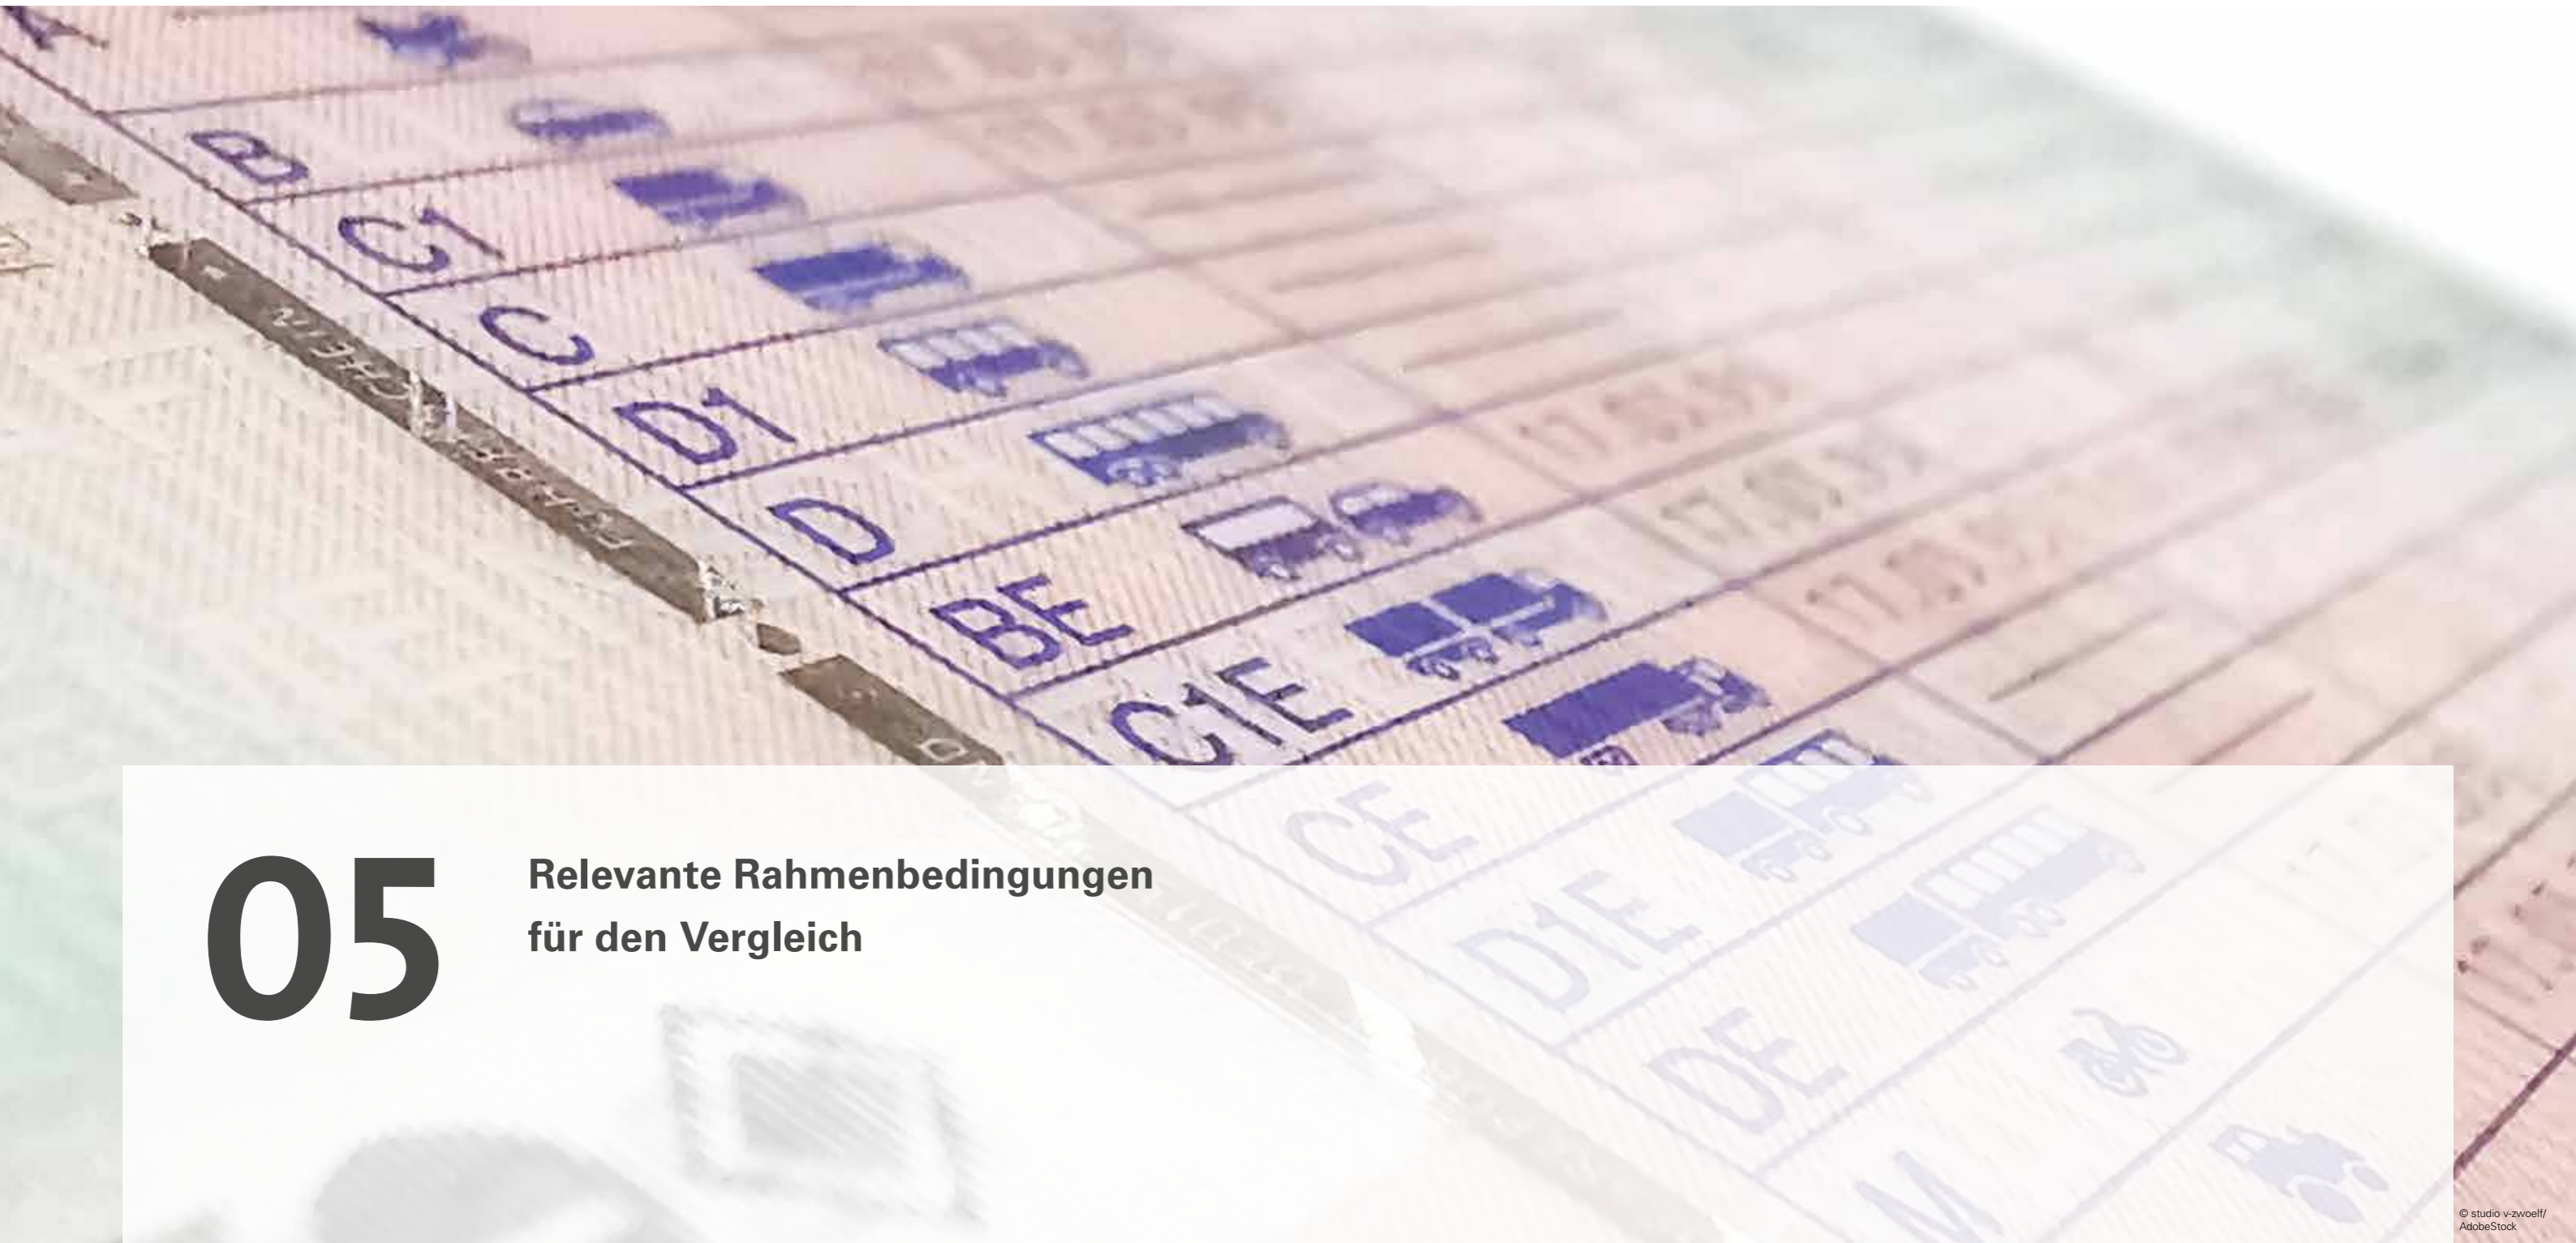 A
B
C1
C
D1
D
BE
C1E
CE
D1E
DE
M
05
Relevante Rahmenbedingungen
für den Vergleich
© studio v-zwoelf/
AdobeStock